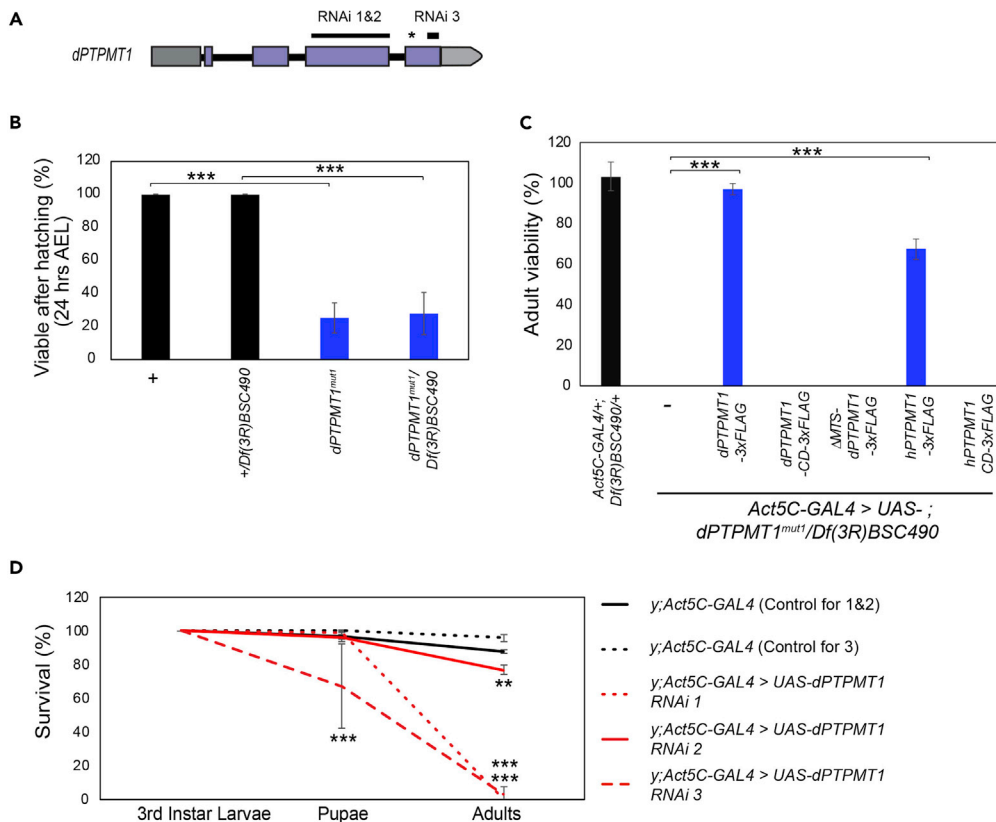 A
RNAi 1&2
RNAi 3
*
dPTPMT1
B
Viable after hatching (%)
(24 hrs AEL)
120
100
80
60
40
20
0
***
***
+
+/Df(3R)BSC490
dPTPMT1mut1
dPTPMT1mut1/
Df(3R)BSC490
C
Adult viability (%)
120
100
80
60
40
20
0
***
***
Act5C-GAL4/+;
Df(3R)BSC490/+
-
dPTPMT1
-3xFLAG
dPTPMT1
-CD-3xFLAG
ΔMTS-
dPTPMT1
-3xFLAG
hPTPMT1
-3xFLAG
hPTPMT1
CD-3xFLAG
Act5C-GAL4 > UAS- ;
dPTPMT1mut1/Df(3R)BSC490
D
Survival (%)
120
100
80
60
40
20
0
***
**
***
***
3rd Instar Larvae
Pupae
Adults
y;Act5C-GAL4 (Control for 1&2)
y;Act5C-GAL4 (Control for 3)
y;Act5C-GAL4 > UAS-dPTPMT1
RNAi 1
y;Act5C-GAL4 > UAS-dPTPMT1
RNAi 2
y;Act5C-GAL4 > UAS-dPTPMT1
RNAi 3